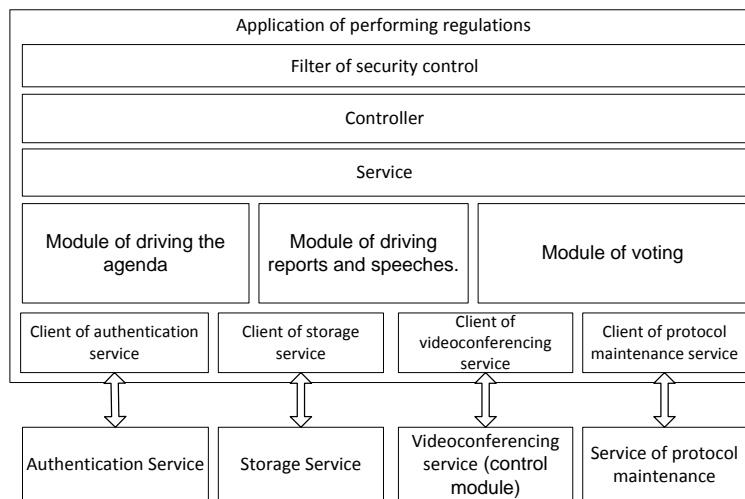 Application of performing regulations
Filter of security control
Controller
Service
Module of driving the
agenda
Module of driving
reports and speeches.
Module of voting
Client of authentication
service
Client of storage
service
Client of
videoconferencing
service
Client of protocol
maintenance service
Authentication Service
Storage Service
Videoconferencing
service (control
module)
Service of protocol
maintenance